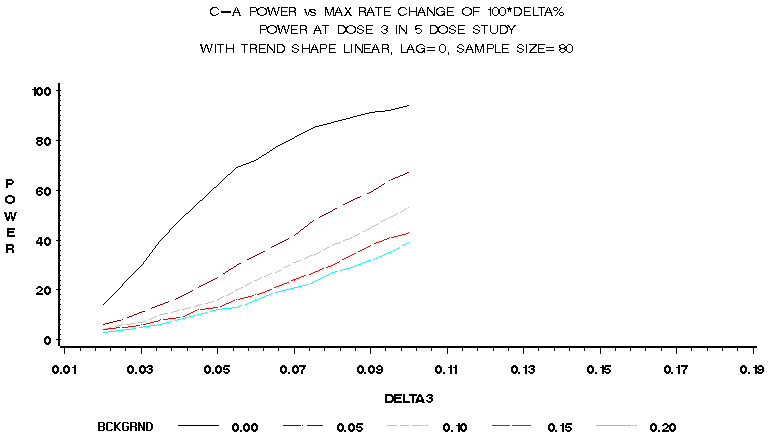 C-A POWER vs MAX RATE CHANGE OF 100*DELTA%
POWER AT DOSE 3 IN 5 DOSE STUDY
WITH TREND SHAPE LINEAR, LAG=0, SAMPLE SIZE=80
100
80
60
40
20
0
POWER
0.01 0.03 0.05 0.07 0.09 0.11 0.13 0.15 0.17 0.19
DELTA3
BCKGRND 0.00 0.05 0.10 0.15 0.20